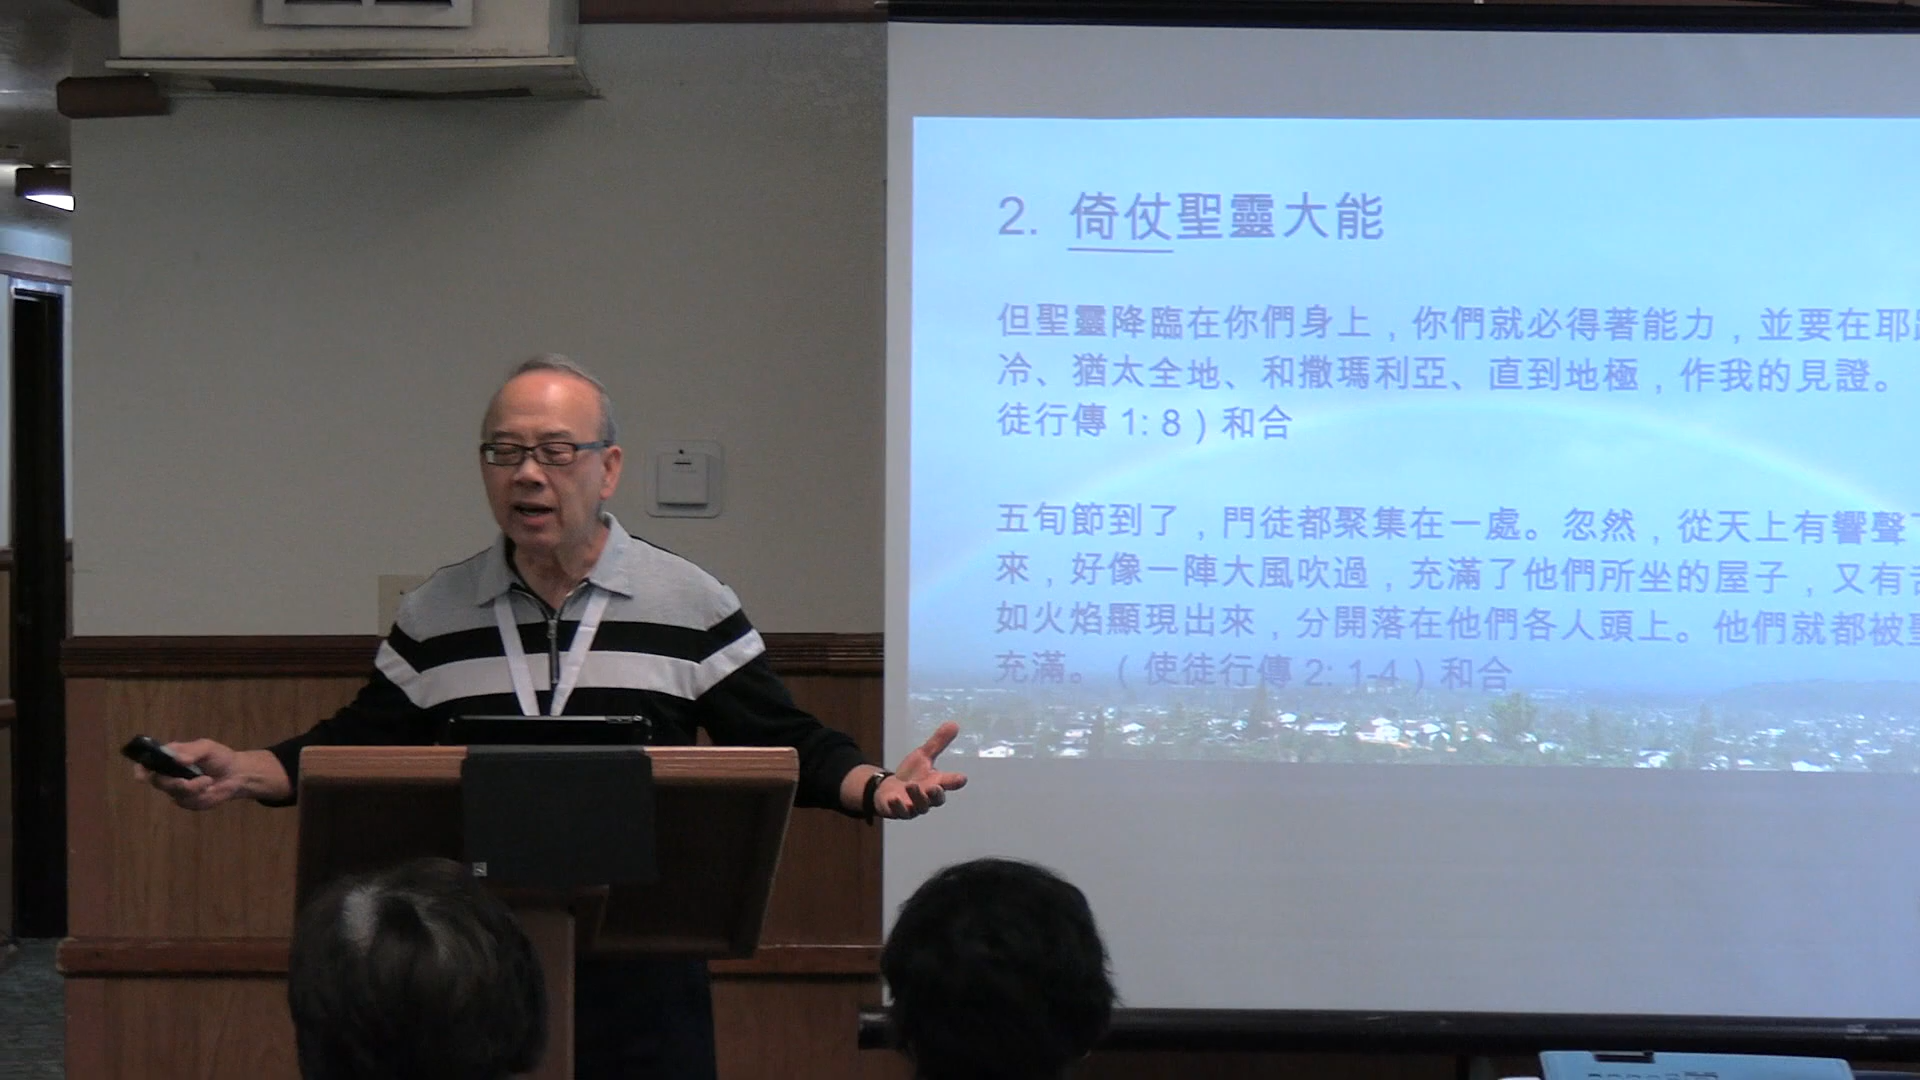 2. 倚仗聖靈大能
但聖靈降臨在你們身上，你們就必得著能力，並要在耶
冷、猶太全地、和撒瑪利亞、直到地極，作我的見證。
徒行傳 1: 8）和合
五旬節到了，門徒都聚集在一處。忽然，從天上有響聲
來，好像一陣大風吹過，充滿了他們所坐的屋子，又有
如火焰顯現出來，分開落在他們各人頭上。他們就都被
充滿。（使徒行傳 2: 1-4）和合